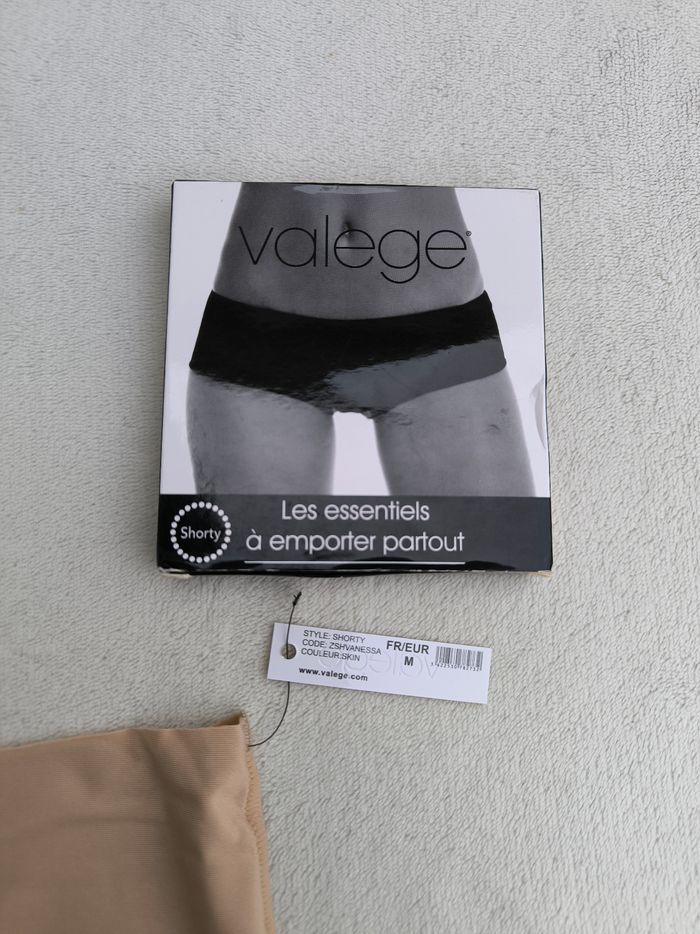 valege®
Les essentiels
à emporter partout
Shorty
STYLE: SHORTY
CODE: ZSHVANESSA
COULEUR:SKIN
FR/EUR
M
www.valege.com